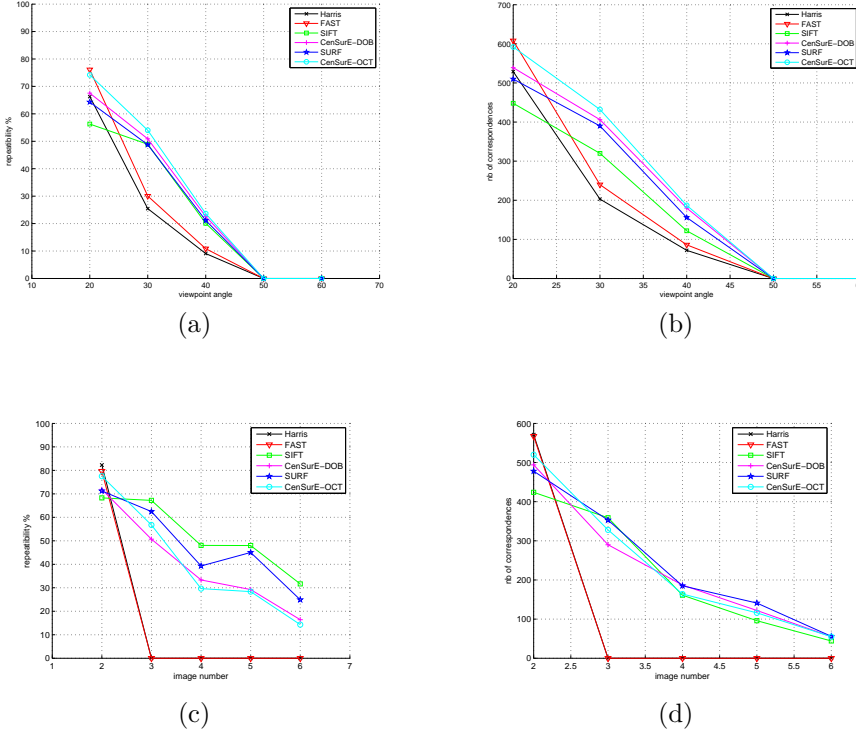 100
90
80
70
60
50
40
30
20
10
0
repeatibility %
10 20 30 40 50 60 70
viewpoint angle
Harris
FAST
SIFT
CenSurE−DOB
SURF
CenSurE−OCT
(a)
700
600
500
400
300
200
100
0
nb of correspondences
20 25 30 35 40 45 50 55
viewpoint angle
Harris
FAST
SIFT
CenSurE−DOB
SURF
CenSurE−OCT
(b)
100
90
80
70
60
50
40
30
20
10
0
repeatibility %
1 2 3 4 5 6 7
image number
Harris
FAST
SIFT
CenSurE−DOB
SURF
CenSurE−OCT
(c)
600
500
400
300
200
100
0
nb of correspondences
2 2.5 3 3.5 4 4.5 5 5.5 6
image number
Harris
FAST
SIFT
CenSurE−DOB
SURF
CenSurE−OCT
(d)